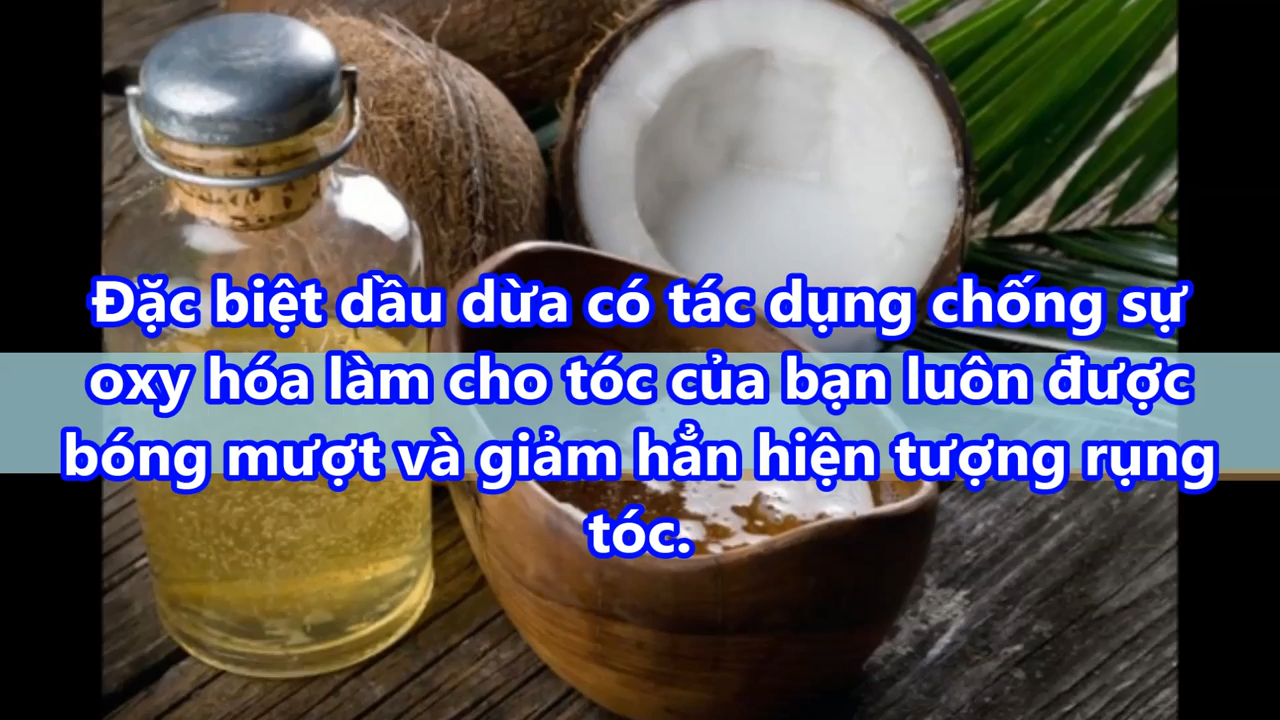 Đặc biệt dầu dừa có tác dụng chống sự
oxy hóa làm cho tóc của bạn luôn được
bóng mượt và giảm hẳn hiện tượng rụng
tóc.